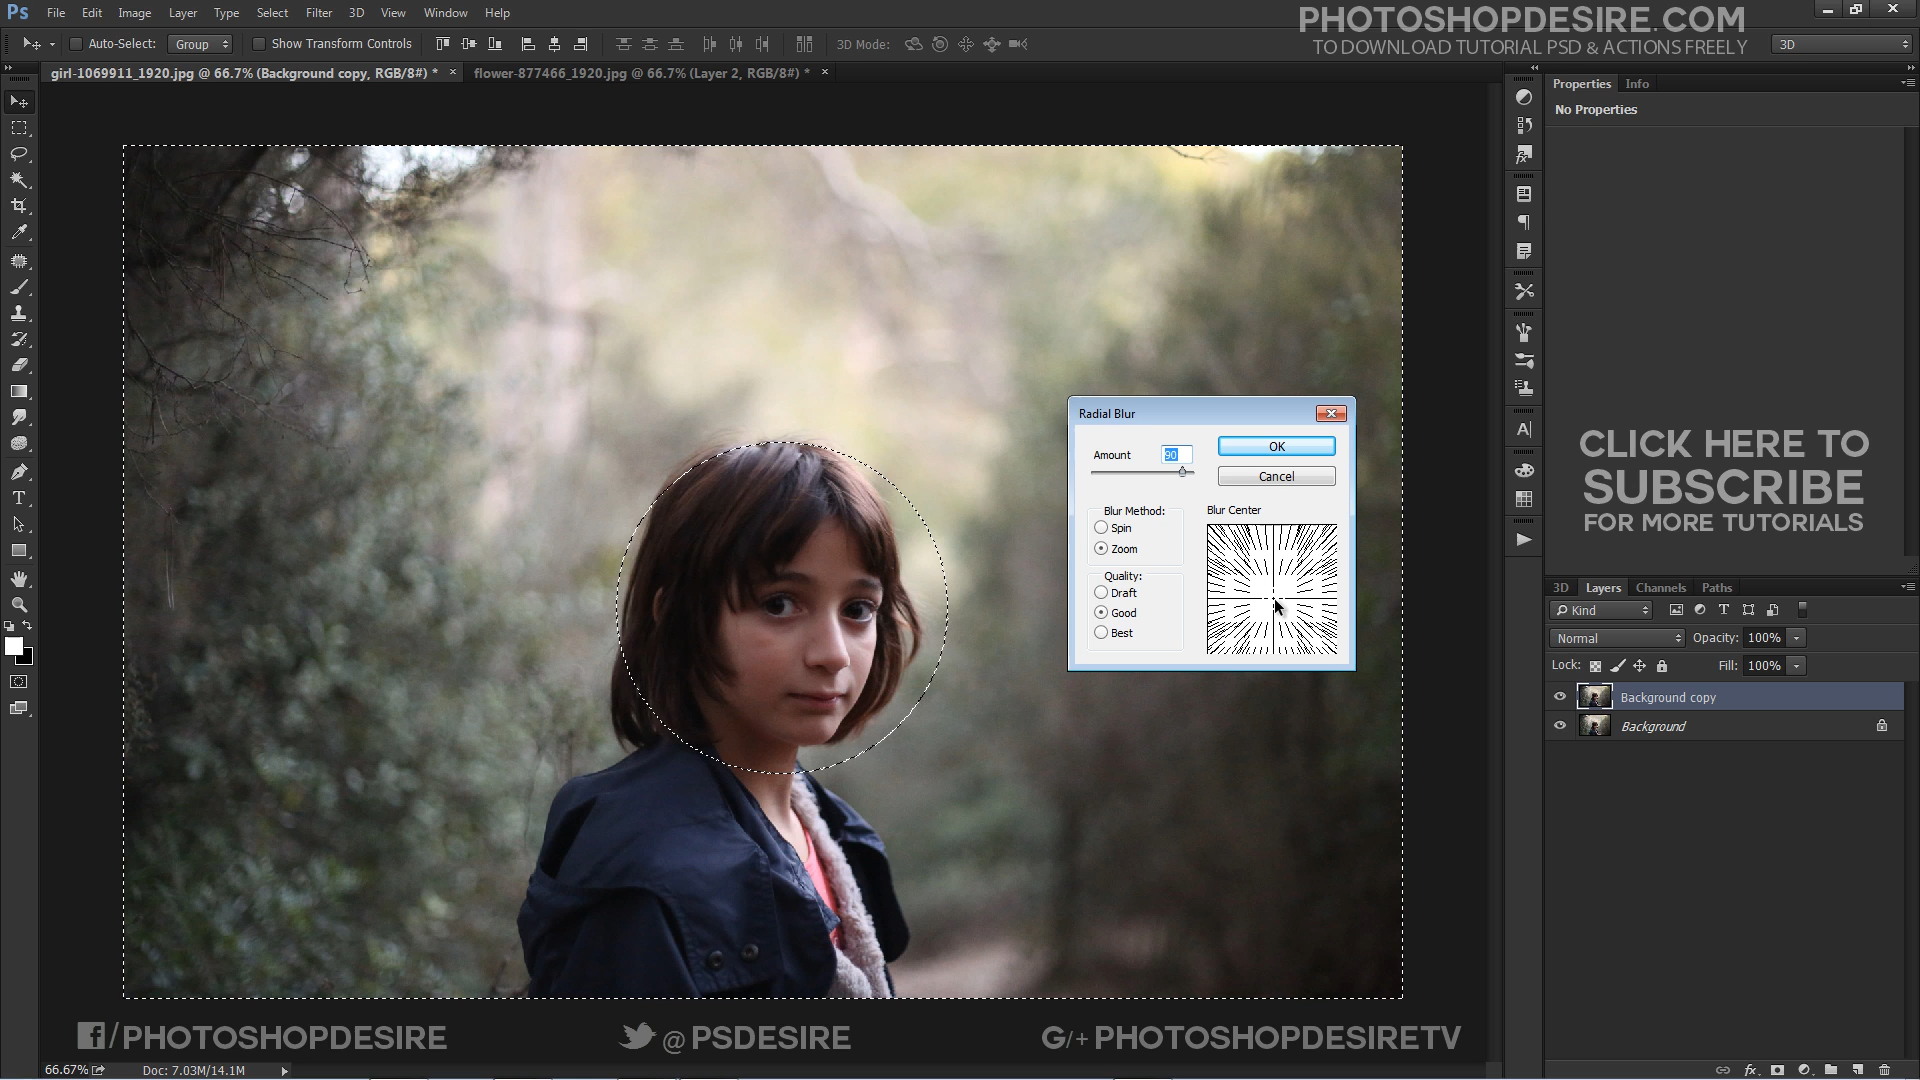 Ps File Edit Image Layer Type Select Filter 3D View Window Help
PHOTOSHOPDESIRE.COM
TO DOWNLOAD TUTORIAL PSD & ACTIONS FREELY
Auto-Select: Group Show Transform Controls 3D Mode: 3D
girl-1069911_1920.jpg @ 66.7% (Background copy, RGB/8#) * × flower-877466_1920.jpg @ 66.7% (Layer 2, RGB/8#) * ×
Properties Info
No Properties
Radial Blur
Amount 90
OK
Cancel
Blur Method:
Spin
Zoom
Quality:
Draft
Good
Best
Blur Center
CLICK HERE TO
SUBSCRIBE
FOR MORE TUTORIALS
3D Layers Channels Paths
Kind
Normal Opacity: 100%
Lock: Fill: 100%
Background copy
Background
f/PHOTOSHOPDESIRE
@PSDESIRE
G/+ PHOTOSHOPDESIRETV
66.67% Doc: 7.03M/14.1M
fx